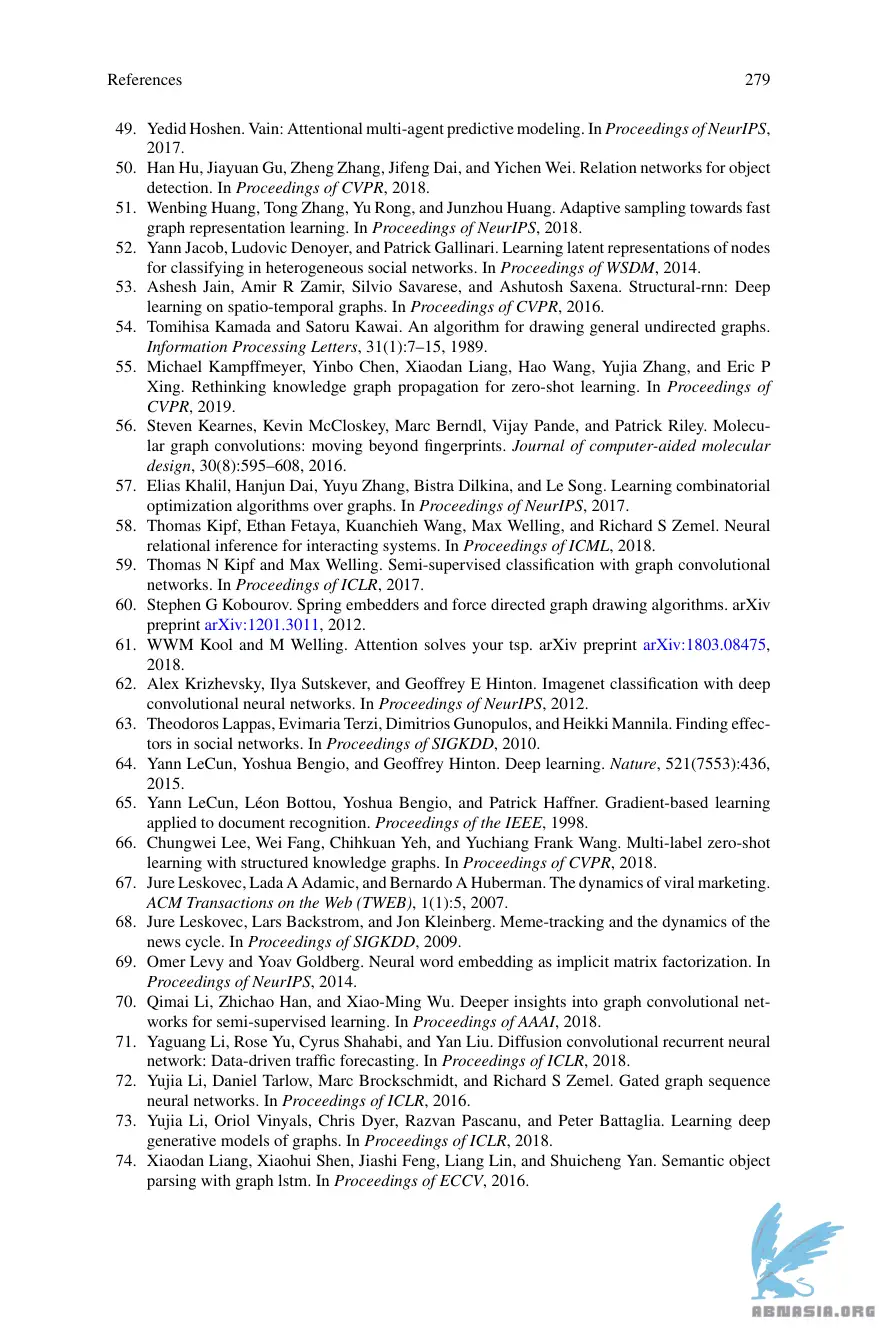 References 279
49. Yedid Hoshen. Vain: Attentional multi-agent predictive modeling. In Proceedings of NeurIPS,
2017.
50. Han Hu, Jiayuan Gu, Zheng Zhang, Jifeng Dai, and Yichen Wei. Relation networks for object
detection. In Proceedings of CVPR, 2018.
51. Wenbing Huang, Tong Zhang, Yu Rong, and Junzhou Huang. Adaptive sampling towards fast
graph representation learning. In Proceedings of NeurIPS, 2018.
52. Yann Jacob, Ludovic Denoyer, and Patrick Gallinari. Learning latent representations of nodes
for classifying in heterogeneous social networks. In Proceedings of WSDM, 2014.
53. Ashesh Jain, Amir R Zamir, Silvio Savarese, and Ashutosh Saxena. Structural-rnn: Deep
learning on spatio-temporal graphs. In Proceedings of CVPR, 2016.
54. Tomihisa Kamada and Satoru Kawai. An algorithm for drawing general undirected graphs.
Information Processing Letters, 31(1):7–15, 1989.
55. Michael Kampffmeyer, Yinbo Chen, Xiaodan Liang, Hao Wang, Yujia Zhang, and Eric P
Xing. Rethinking knowledge graph propagation for zero-shot learning. In Proceedings of
CVPR, 2019.
56. Steven Kearnes, Kevin McCloskey, Marc Berndl, Vijay Pande, and Patrick Riley. Molecu-
lar graph convolutions: moving beyond fingerprints. Journal of computer-aided molecular
design, 30(8):595–608, 2016.
57. Elias Khalil, Hanjun Dai, Yuyu Zhang, Bistra Dilkina, and Le Song. Learning combinatorial
optimization algorithms over graphs. In Proceedings of NeurIPS, 2017.
58. Thomas Kipf, Ethan Fetaya, Kuanchieh Wang, Max Welling, and Richard S Zemel. Neural
relational inference for interacting systems. In Proceedings of ICML, 2018.
59. Thomas N Kipf and Max Welling. Semi-supervised classification with graph convolutional
networks. In Proceedings of ICLR, 2017.
60. Stephen G Kobourov. Spring embedders and force directed graph drawing algorithms. arXiv
preprint arXiv:1201.3011, 2012.
61. WWM Kool and M Welling. Attention solves your tsp. arXiv preprint arXiv:1803.08475,
2018.
62. Alex Krizhevsky, Ilya Sutskever, and Geoffrey E Hinton. Imagenet classification with deep
convolutional neural networks. In Proceedings of NeurIPS, 2012.
63. Theodoros Lappas, Evimaria Terzi, Dimitrios Gunopulos, and Heikki Mannila. Finding effec-
tors in social networks. In Proceedings of SIGKDD, 2010.
64. Yann LeCun, Yoshua Bengio, and Geoffrey Hinton. Deep learning. Nature, 521(7553):436,
2015.
65. Yann LeCun, Léon Bottou, Yoshua Bengio, and Patrick Haffner. Gradient-based learning
applied to document recognition. Proceedings of the IEEE, 1998.
66. Chungwei Lee, Wei Fang, Chihkuan Yeh, and Yuchiang Frank Wang. Multi-label zero-shot
learning with structured knowledge graphs. In Proceedings of CVPR, 2018.
67. Jure Leskovec, Lada A Adamic, and Bernardo A Huberman. The dynamics of viral marketing.
ACM Transactions on the Web (TWEB), 1(1):5, 2007.
68. Jure Leskovec, Lars Backstrom, and Jon Kleinberg. Meme-tracking and the dynamics of the
news cycle. In Proceedings of SIGKDD, 2009.
69. Omer Levy and Yoav Goldberg. Neural word embedding as implicit matrix factorization. In
Proceedings of NeurIPS, 2014.
70. Qimai Li, Zhichao Han, and Xiao-Ming Wu. Deeper insights into graph convolutional net-
works for semi-supervised learning. In Proceedings of AAAI, 2018.
71. Yaguang Li, Rose Yu, Cyrus Shahabi, and Yan Liu. Diffusion convolutional recurrent neural
network: Data-driven traffic forecasting. In Proceedings of ICLR, 2018.
72. Yujia Li, Daniel Tarlow, Marc Brockschmidt, and Richard S Zemel. Gated graph sequence
neural networks. In Proceedings of ICLR, 2016.
73. Yujia Li, Oriol Vinyals, Chris Dyer, Razvan Pascanu, and Peter Battaglia. Learning deep
generative models of graphs. In Proceedings of ICLR, 2018.
74. Xiaodan Liang, Xiaohui Shen, Jiashi Feng, Liang Lin, and Shuicheng Yan. Semantic object
parsing with graph lstm. In Proceedings of ECCV, 2016.
ABNASIA.ORG